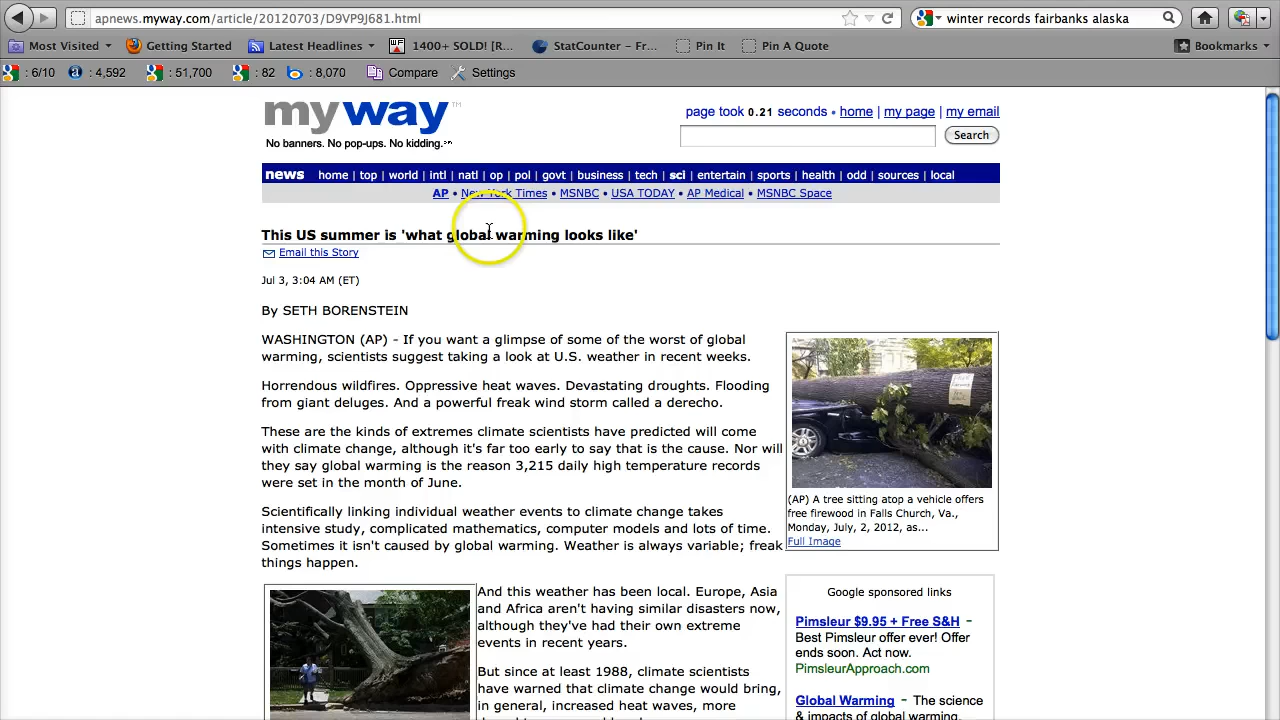 apnews.myway.com/article/20120703/D9VP9J681.html
winter records fairbanks alaska
Most Visited
Getting Started
Latest Headlines
1400+ SOLD! [R...
StatCounter – Fr...
Pin It
Pin A Quote
Bookmarks
: 6/10
: 4,592
: 51,700
: 82
: 8,070
Compare
Settings
myway™
No banners. No pop-ups. No kidding.
page took 0.21 seconds • home | my page | my email
Search
news home | top | world | intl | natl | op | pol | govt | business | tech | sci | entertain | sports | health | odd | sources | local
AP • New York Times • MSNBC • USA TODAY • AP Medical • MSNBC Space
This US summer is 'what global warming looks like'
Email this Story
Jul 3, 3:04 AM (ET)
By SETH BORENSTEIN
WASHINGTON (AP) - If you want a glimpse of some of the worst of global
warming, scientists suggest taking a look at U.S. weather in recent weeks.
Horrendous wildfires. Oppressive heat waves. Devastating droughts. Flooding
from giant deluges. And a powerful freak wind storm called a derecho.
These are the kinds of extremes climate scientists have predicted will come
with climate change, although it's far too early to say that is the cause. Nor will
they say global warming is the reason 3,215 daily high temperature records
were set in the month of June.
Scientifically linking individual weather events to climate change takes
intensive study, complicated mathematics, computer models and lots of time.
Sometimes it isn't caused by global warming. Weather is always variable; freak
things happen.
And this weather has been local. Europe, Asia
and Africa aren't having similar disasters now,
although they've had their own extreme
events in recent years.
But since at least 1988, climate scientists
have warned that climate change would bring,
in general, increased heat waves, more
(AP) A tree sitting atop a vehicle offers
free firewood in Falls Church, Va.,
Monday, July, 2, 2012, as...
Full Image
Google sponsored links
Pimsleur $9.95 + Free S&H -
Best Pimsleur offer ever! Offer
ends soon. Act now.
PimsleurApproach.com
Global Warming - The science
& impacts of global warming.